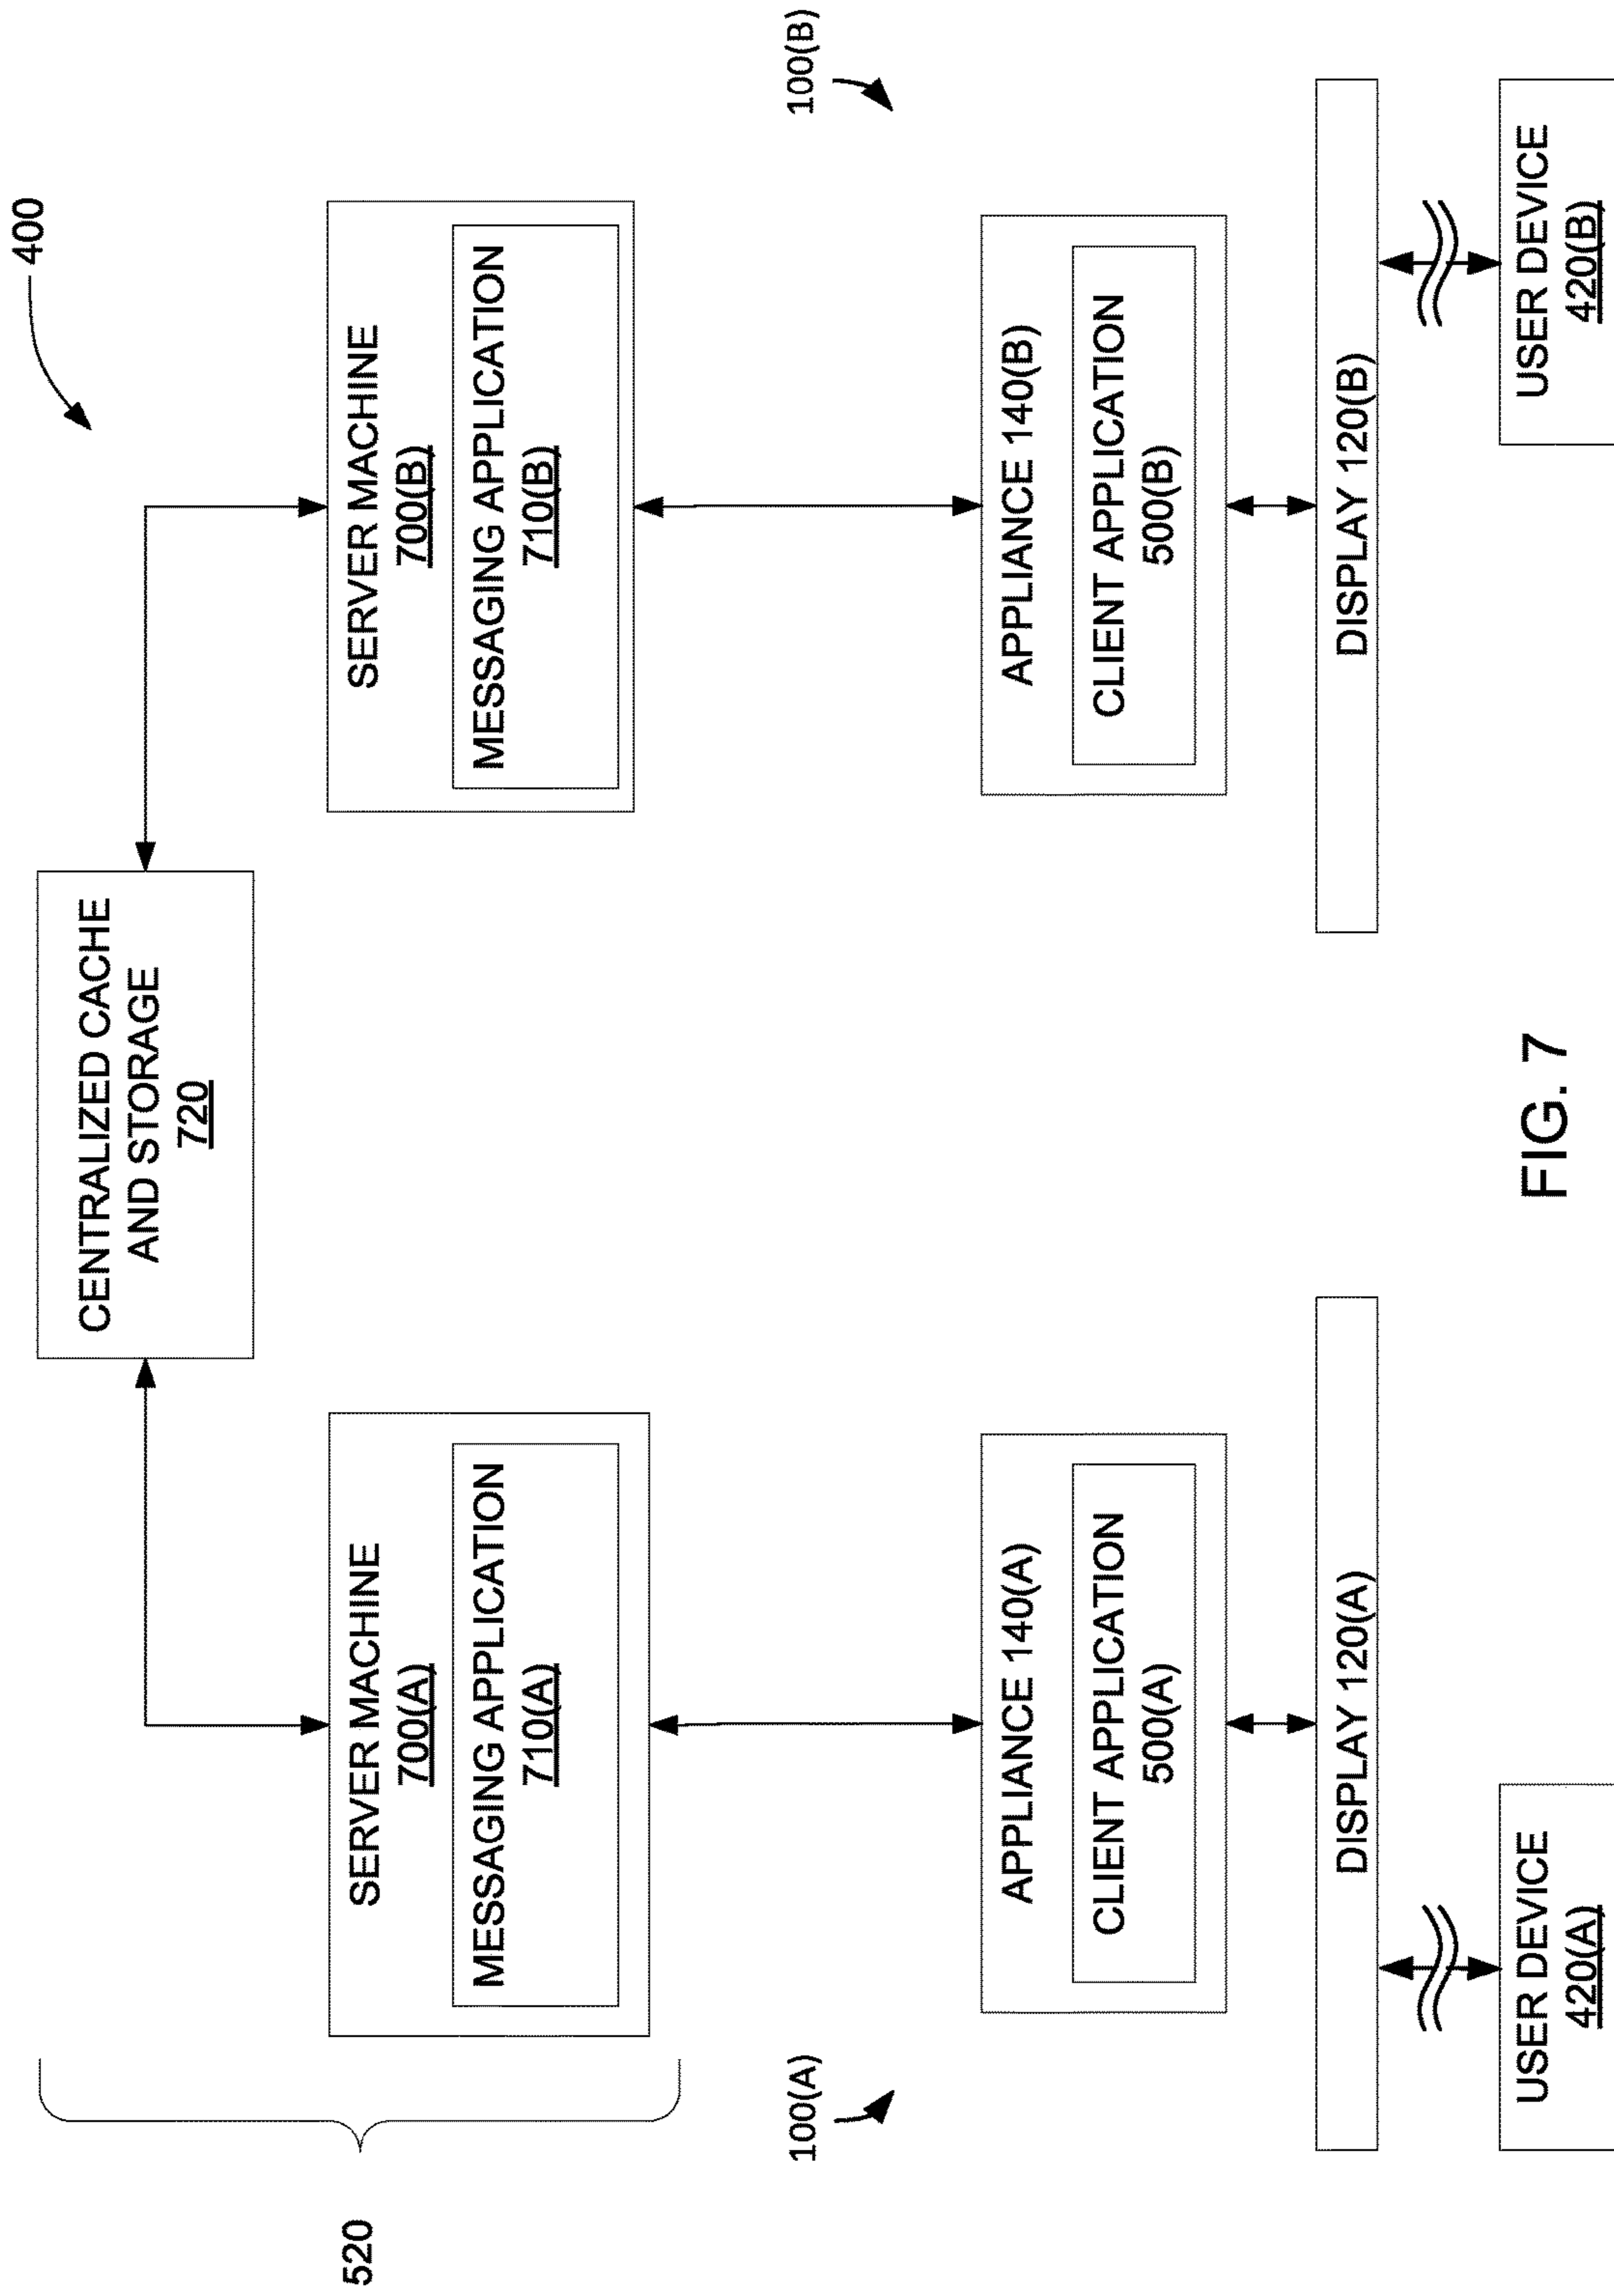 400
CENTRALIZED CACHE
AND STORAGE
720
520
SERVER MACHINE
700(A)
MESSAGING APPLICATION
710(A)
SERVER MACHINE
700(B)
MESSAGING APPLICATION
710(B)
100(A)
100(B)
APPLIANCE 140(A)
CLIENT APPLICATION
500(A)
APPLIANCE 140(B)
CLIENT APPLICATION
500(B)
DISPLAY 120(A)
DISPLAY 120(B)
USER DEVICE
420(A)
USER DEVICE
420(B)
FIG. 7